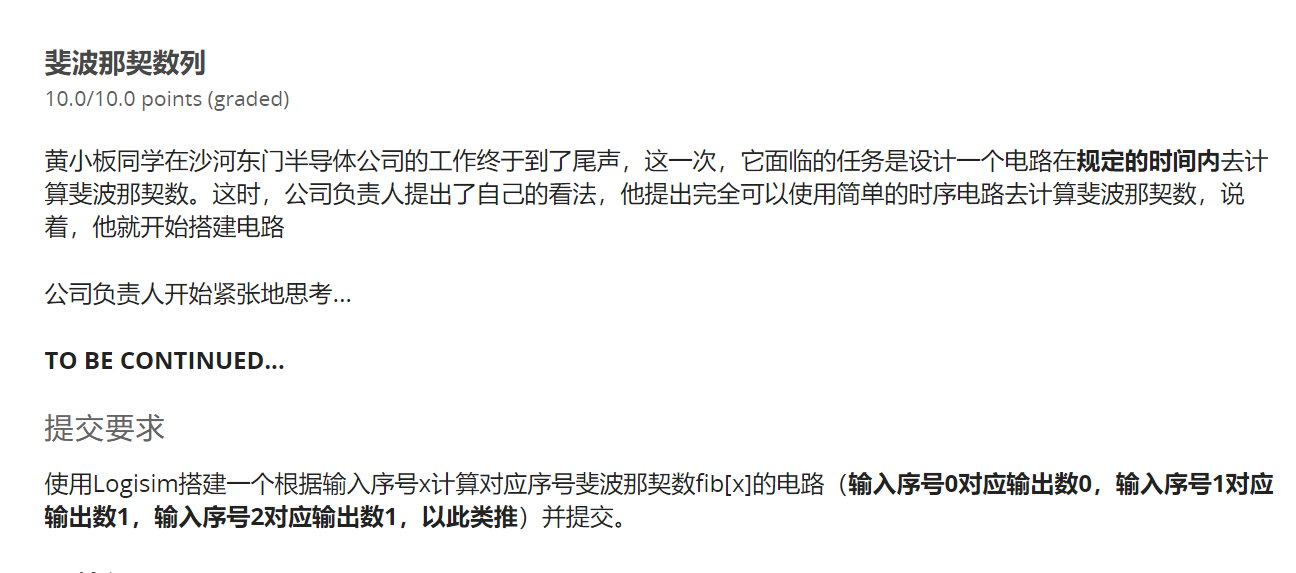 斐波那契数列
10.0/10.0 points (graded)
黄小板同学在沙河东门半导体公司的工作终于到了尾声，这一次，它面临的任务是设计一个电路在规定的时间内去计
算斐波那契数。这时，公司负责人提出了自己的看法，他提出完全可以使用简单的时序电路去计算斐波那契数，说
着，他就开始搭建电路
公司负责人开始紧张地思考...
TO BE CONTINUED...
提交要求
使用Logisim搭建一个根据输入序号x计算对应序号斐波那契数fib[x]的电路（输入序号0对应输出数0，输入序号1对应
输出数1，输入序号2对应输出数1，以此类推）并提交。